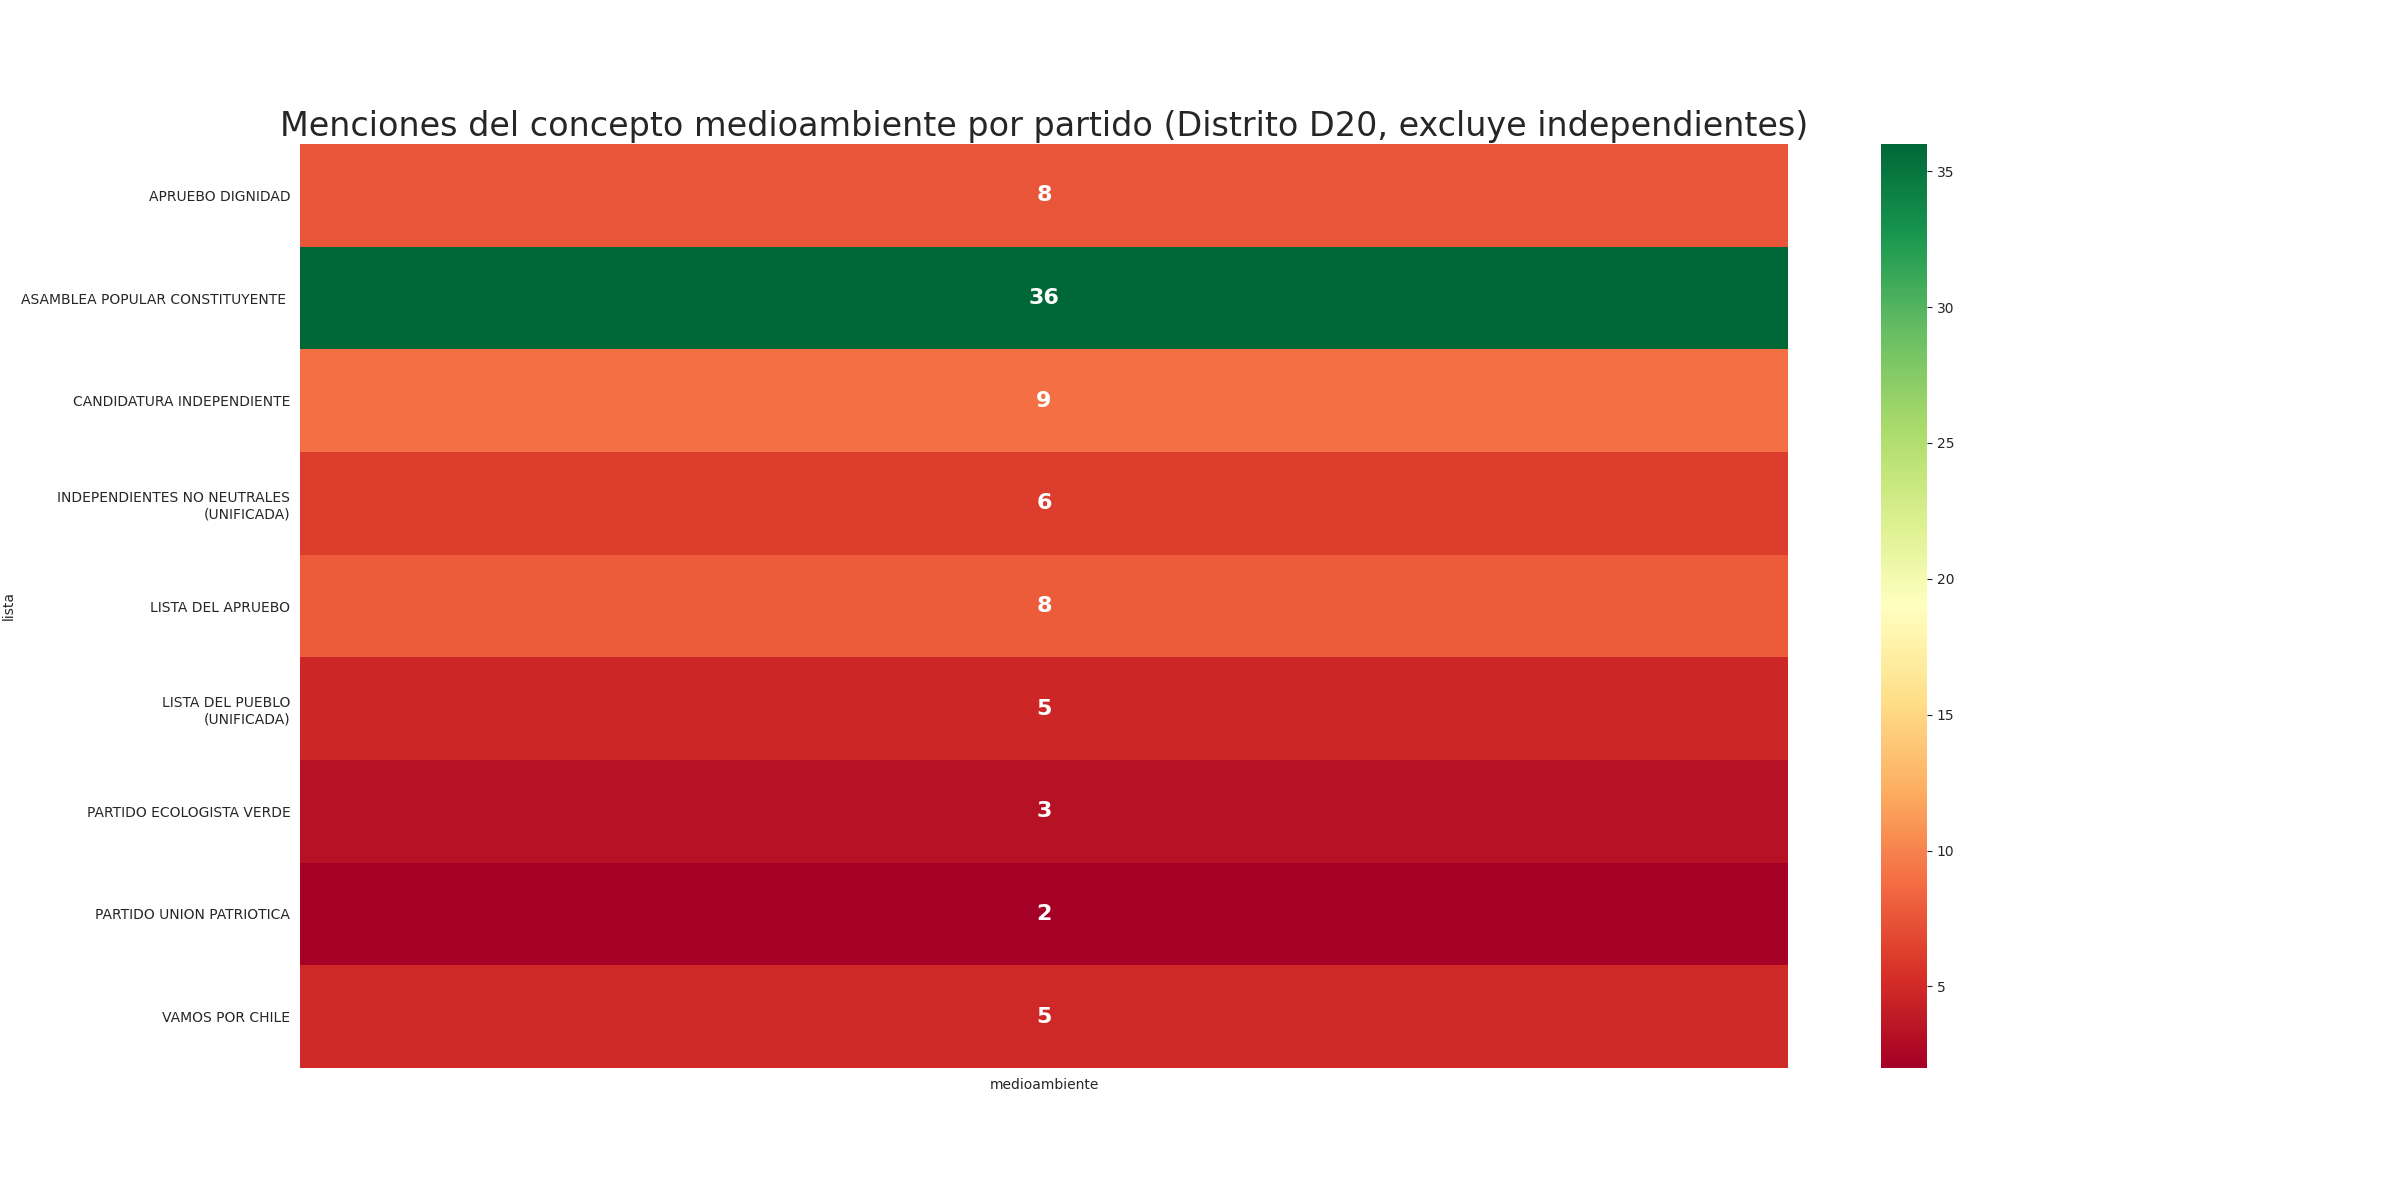 Menciones del concepto medioambiente por partido (Distrito D20, excluye independientes)
lista
APRUEBO DIGNIDAD
8
ASAMBLEA POPULAR CONSTITUYENTE
36
CANDIDATURA INDEPENDIENTE
9
INDEPENDIENTES NO NEUTRALES
(UNIFICADA)
6
LISTA DEL APRUEBO
8
LISTA DEL PUEBLO
(UNIFICADA)
5
PARTIDO ECOLOGISTA VERDE
3
PARTIDO UNION PATRIOTICA
2
VAMOS POR CHILE
5
medioambiente
35
30
25
20
15
10
5